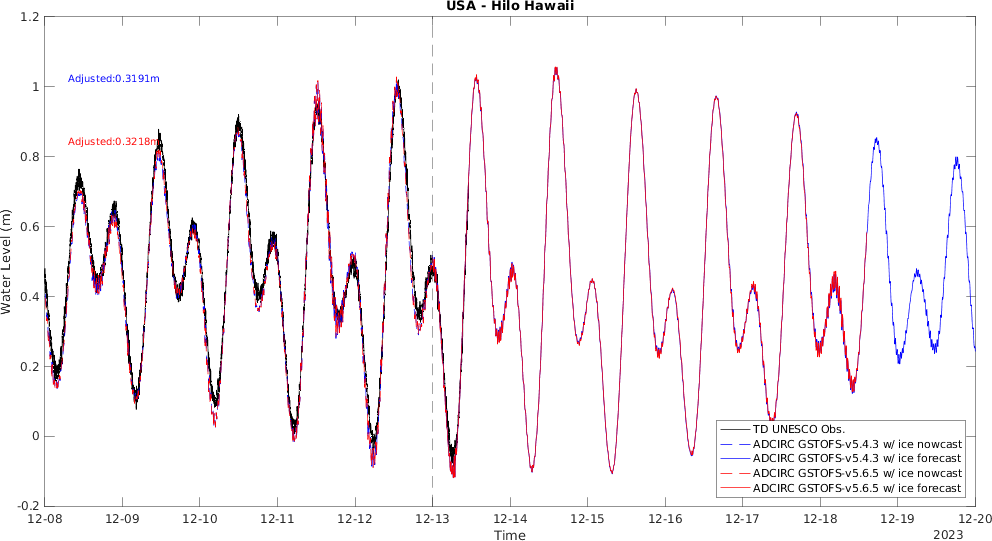 USA - Hilo Hawaii
1.2
1
0.8
0.6
0.4
0.2
0
-0.2
Water Level (m)
Adjusted:0.3191m
Adjusted:0.3218m
TD UNESCO Obs.
ADCIRC GSTOFS-v5.4.3 w/ ice nowcast
ADCIRC GSTOFS-v5.4.3 w/ ice forecast
ADCIRC GSTOFS-v5.6.5 w/ ice nowcast
ADCIRC GSTOFS-v5.6.5 w/ ice forecast
12-08 12-09 12-10 12-11 12-12 12-13 12-14 12-15 12-16 12-17 12-18 12-19 12-20
Time
2023